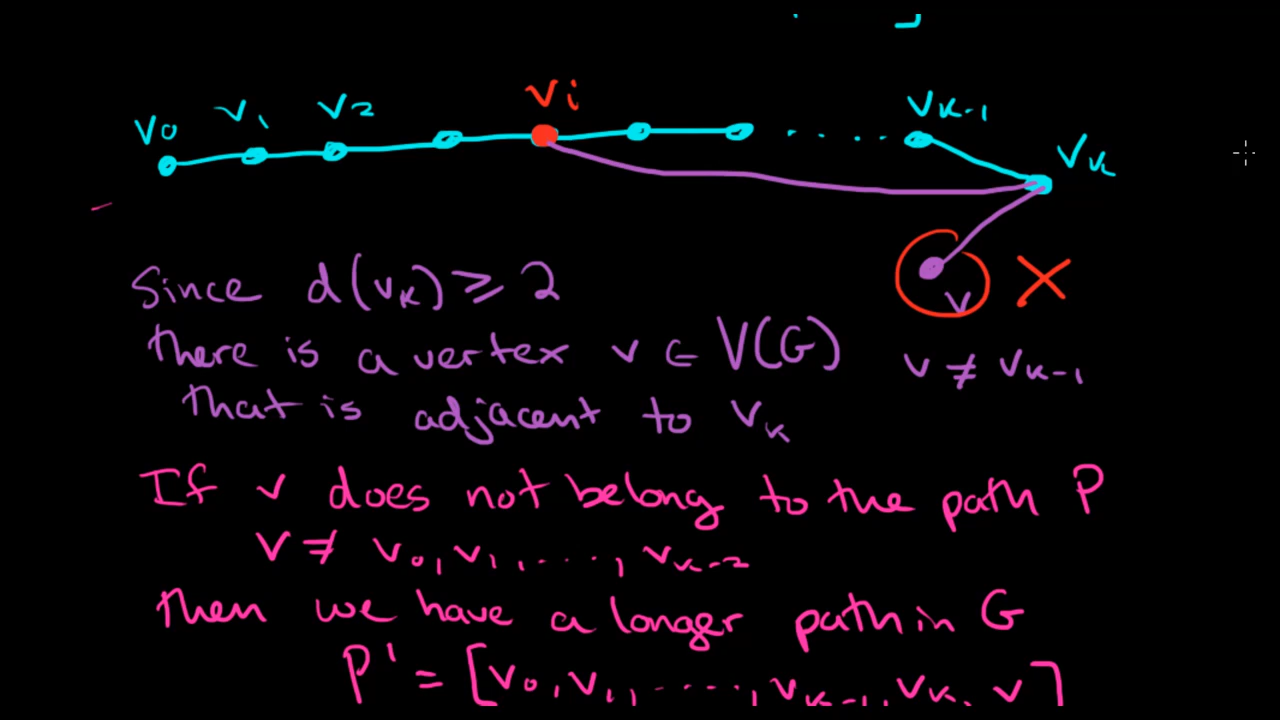 ]
v0 v1 v2 vi vk-1 vk
v
Since d(vk) ≥ 2
there is a vertex v ∈ V(G) v ≠ vk-1
that is adjacent to vk
If v does not belong to the path P
v ≠ v0, v1, ...., vk-2
then we have a longer path in G
P' = [v0, v1, ...., vk-1, vk, v]